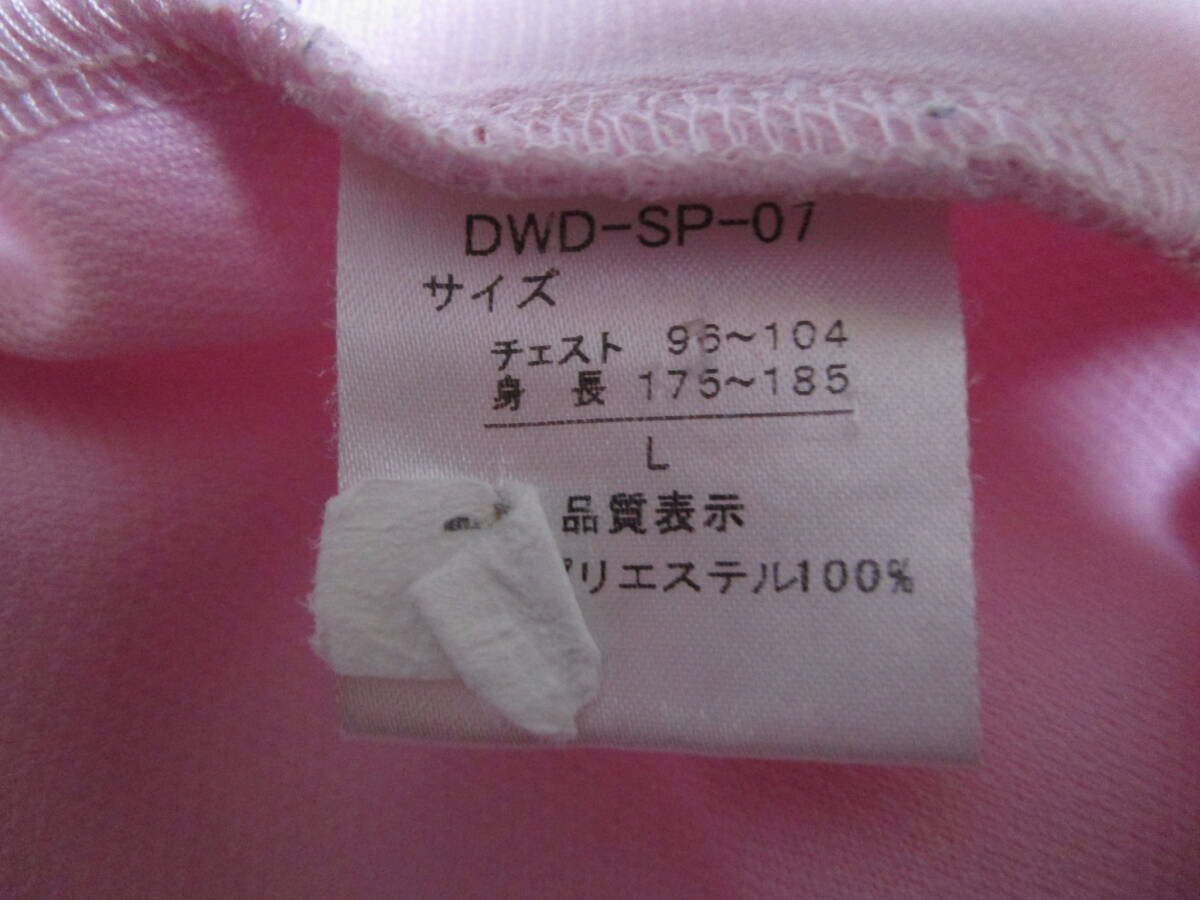 DWD-SP-07
サイズ
チェスト 96~104
身長 175~185
L
品質表示
リエステル100%